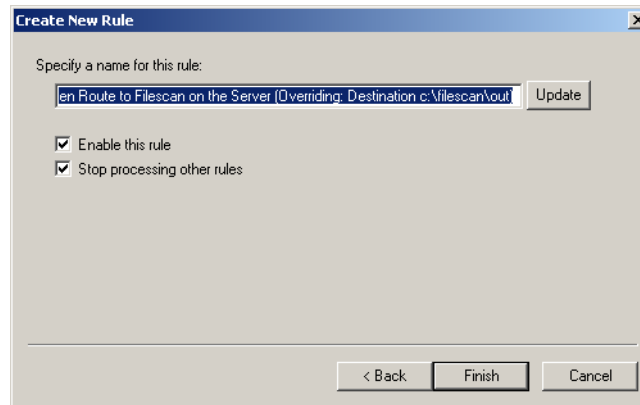 Create New Rule
Specify a name for this rule:
en Route to Filescan on the Server (Overriding: Destination c:\filescan\out)
Update
Enable this rule
Stop processing other rules
< Back
Finish
Cancel